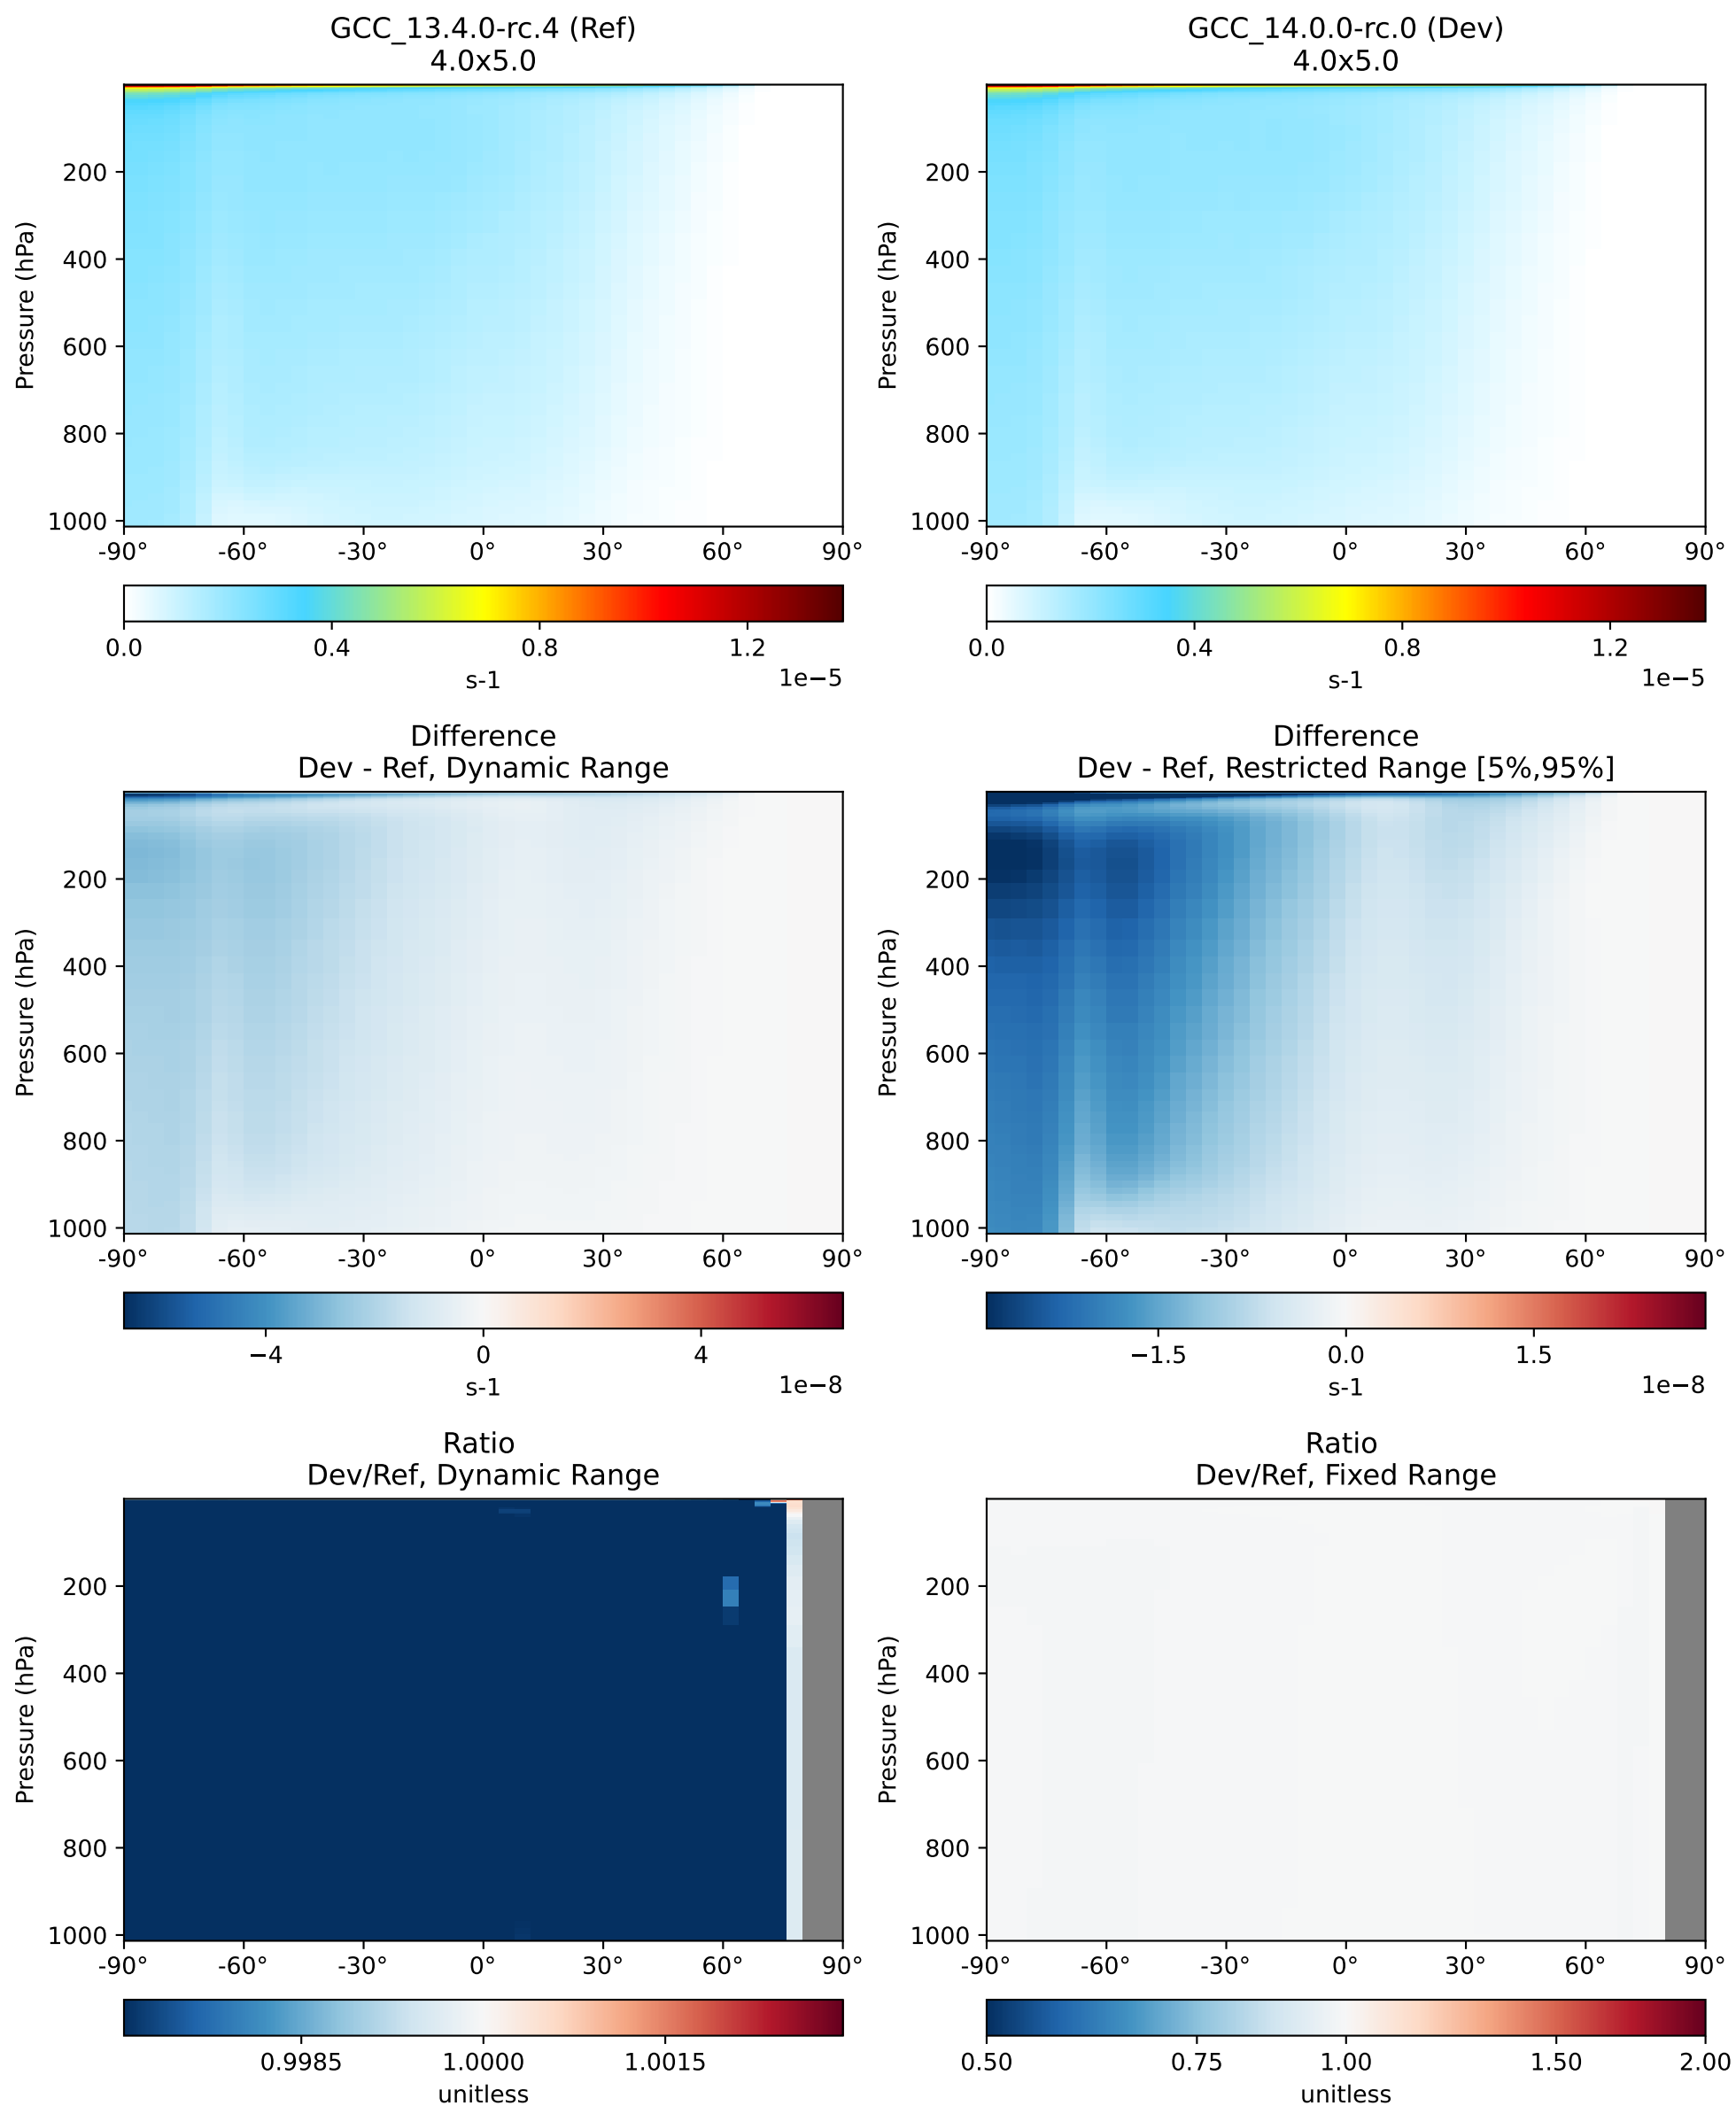 GCC_13.4.0-rc.4 (Ref)
4.0x5.0
Pressure (hPa)
200
400
600
800
1000
-90° -60° -30° 0° 30° 60° 90°
0.0 0.4 0.8 1.2
s-1
1e−5
GCC_14.0.0-rc.0 (Dev)
4.0x5.0
Pressure (hPa)
200
400
600
800
1000
-90° -60° -30° 0° 30° 60° 90°
0.0 0.4 0.8 1.2
s-1
1e−5
Difference
Dev - Ref, Dynamic Range
Pressure (hPa)
200
400
600
800
1000
-90° -60° -30° 0° 30° 60° 90°
−4 0 4
s-1
1e−8
Difference
Dev - Ref, Restricted Range [5%,95%]
Pressure (hPa)
200
400
600
800
1000
-90° -60° -30° 0° 30° 60° 90°
−1.5 0.0 1.5
s-1
1e−8
Ratio
Dev/Ref, Dynamic Range
Pressure (hPa)
200
400
600
800
1000
-90° -60° -30° 0° 30° 60° 90°
0.9985 1.0000 1.0015
unitless
Ratio
Dev/Ref, Fixed Range
Pressure (hPa)
200
400
600
800
1000
-90° -60° -30° 0° 30° 60° 90°
0.50 0.75 1.00 1.50 2.00
unitless